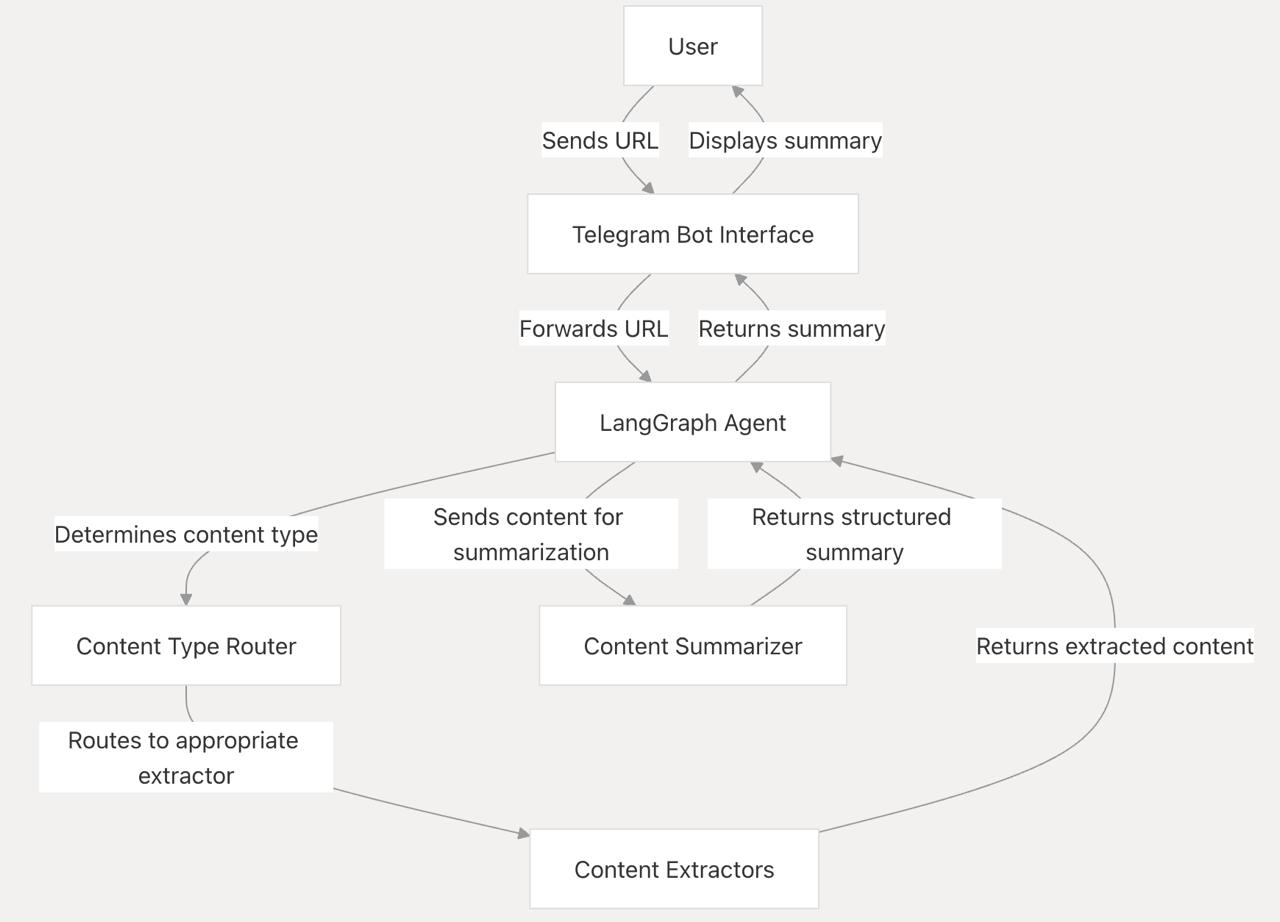 User
Sends URL
Displays summary
Telegram Bot Interface
Forwards URL
Returns summary
LangGraph Agent
Determines content type
Sends content for
summarization
Returns structured
summary
Content Type Router
Content Summarizer
Returns extracted content
Routes to appropriate
extractor
Content Extractors